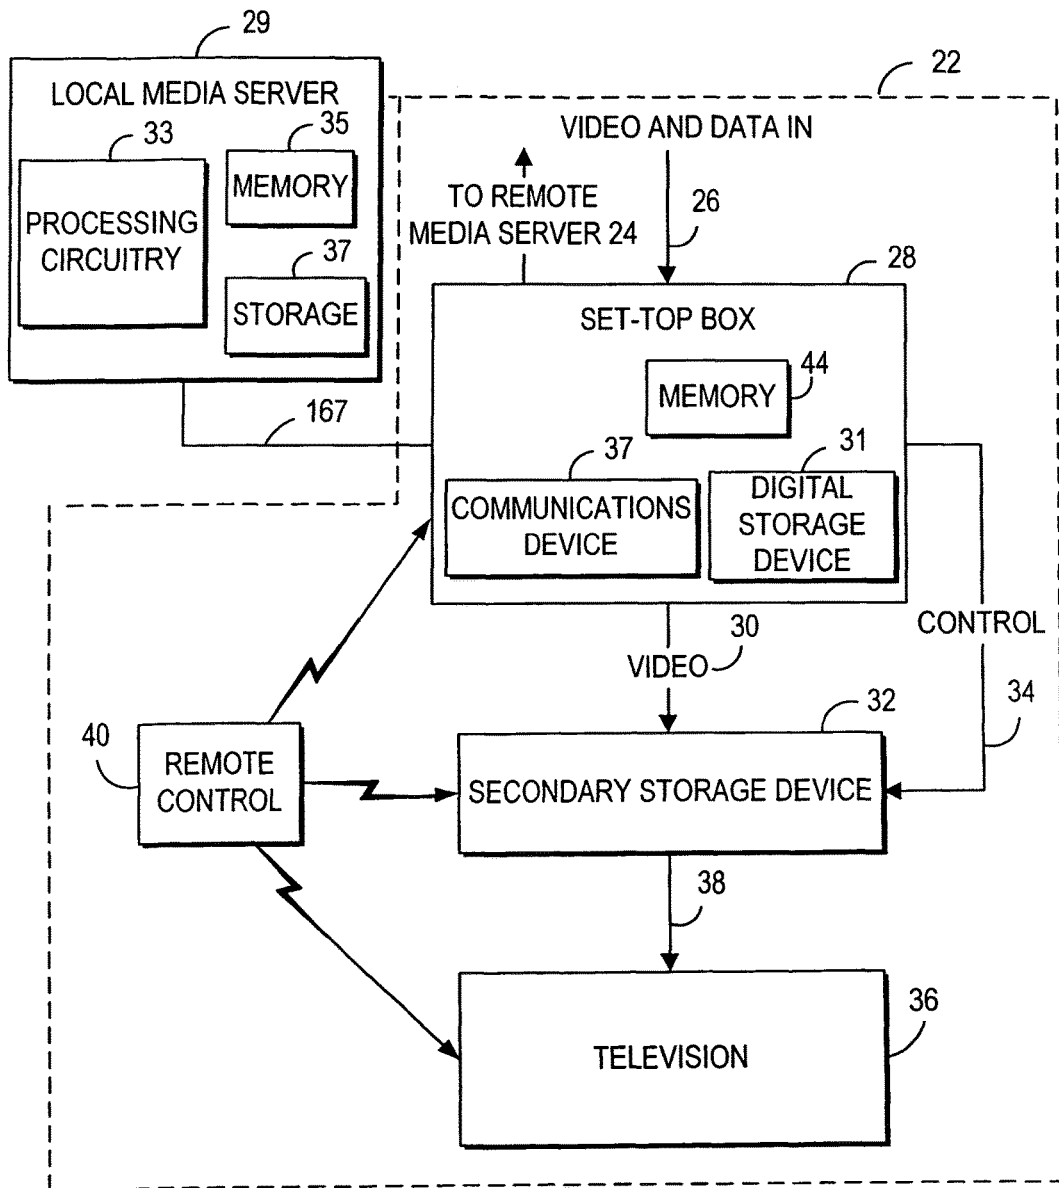 29
LOCAL MEDIA SERVER
33
PROCESSING
CIRCUITRY
35
MEMORY
37
STORAGE
167
22
VIDEO AND DATA IN
TO REMOTE
MEDIA SERVER 24
26
28
SET-TOP BOX
MEMORY
44
37
COMMUNICATIONS
DEVICE
31
DIGITAL
STORAGE
DEVICE
CONTROL
34
30
VIDEO
32
SECONDARY STORAGE DEVICE
40
REMOTE
CONTROL
38
36
TELEVISION